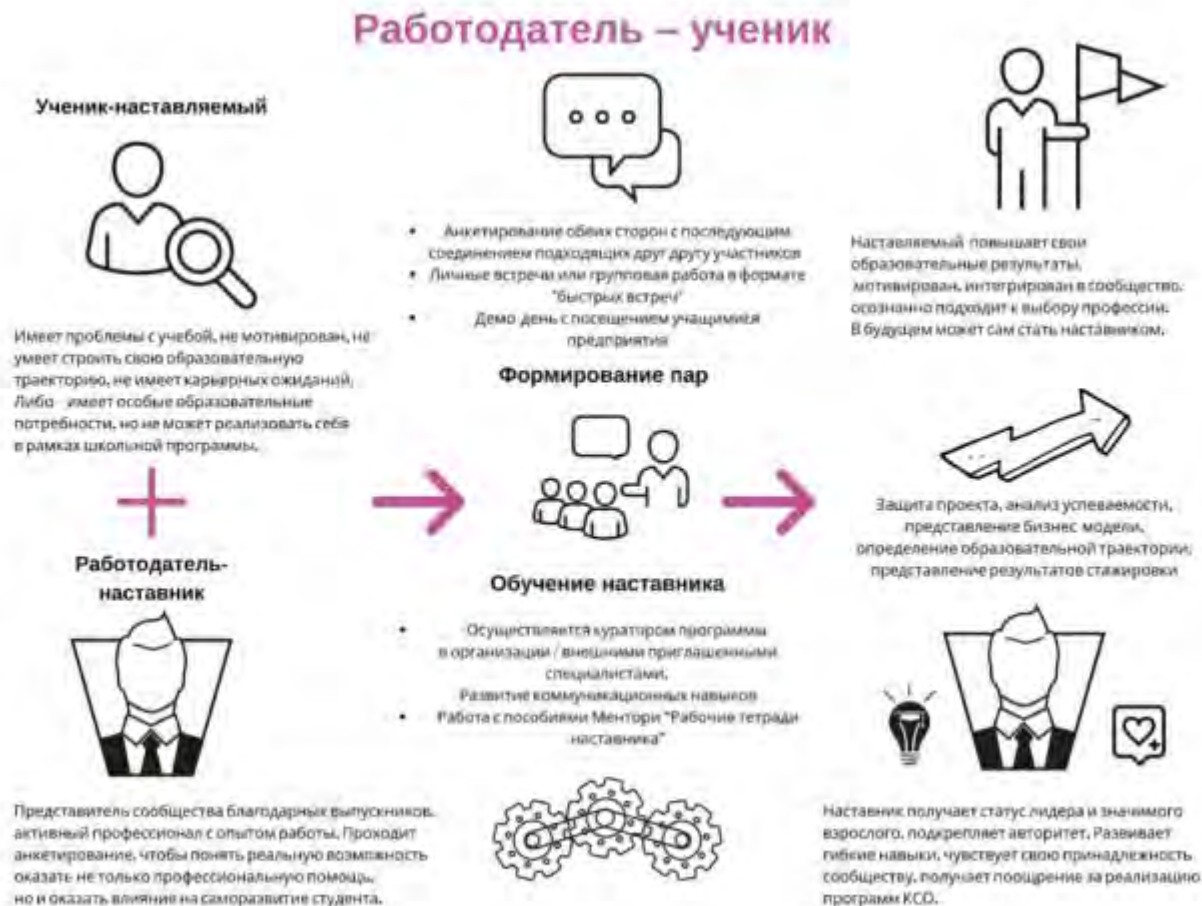 Работодатель – ученик
Ученик-наставляемый
Имеет проблемы с учебой, не мотивирован, не
умеет строить свою образовательную
траекторию, не имеет карьерных ожиданий.
Либо имеет особые образовательные
потребности, но не может реализовать себя
в рамках школьной программы.
Работодатель-
наставник
Представитель сообщества благодарных выпускников,
активный профессионал с опытом работы. Проходит
анкетирование, чтобы понять реальную возможность
оказать не только профессиональную помощь,
но и оказать влияние на саморазвитие студента.
• Анкетирование обеих сторон с последующим
соединением подходящих друг другу участников
• Личные встречи или групповая работа в формате
"быстрых встреч"
• Демо-день с посещением учащимися
предприятия
Формирование пар
Обучение наставника
• Осуществляется куратором программы
в организации / внешними приглашенными
специалистами.
Развитие коммуникационных навыков
• Работа с пособиями Ментори "Рабочие тетради
наставника"
Наставляемый повышает свои
образовательные результаты,
мотивирован, интегрирован в сообщество,
осознанно подходит к выбору профессии.
В будущем может сам стать наставником.
Защита проекта, анализ успеваемости,
представление бизнес модели,
определение образовательной траектории,
представление результатов стажировки
Наставник получает статус лидера и значимого
взрослого, подкрепляет авторитет. Развивает
гибкие навыки, чувствует свою принадлежность
сообществу, получает поощрение за реализацию
программ КСО.